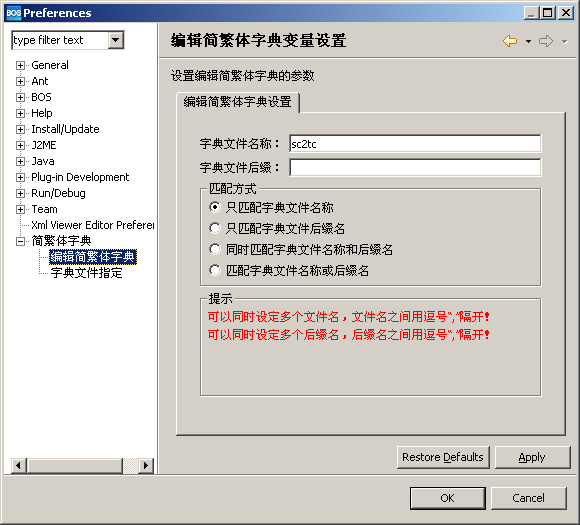 BOS Preferences
type filter text
General
Ant
BOS
Help
Install/Update
J2ME
Java
Plug-in Development
Run/Debug
Team
Xml Viewer Editor Preferen
简繁体字典
编辑简繁体字典
字典文件指定
编辑简繁体字典变量设置
设置编辑简繁体字典的参数
编辑简繁体字典设置
字典文件名称： sc2tc
字典文件后缀：
匹配方式
只匹配字典文件名称
只匹配字典文件后缀名
同时匹配字典文件名称和后缀名
匹配字典文件名称或后缀名
提示
可以同时设定多个文件名，文件名之间用逗号“,”隔开！
可以同时设定多个后缀名，后缀名之间用逗号“,”隔开！
Restore Defaults
Apply
OK
Cancel